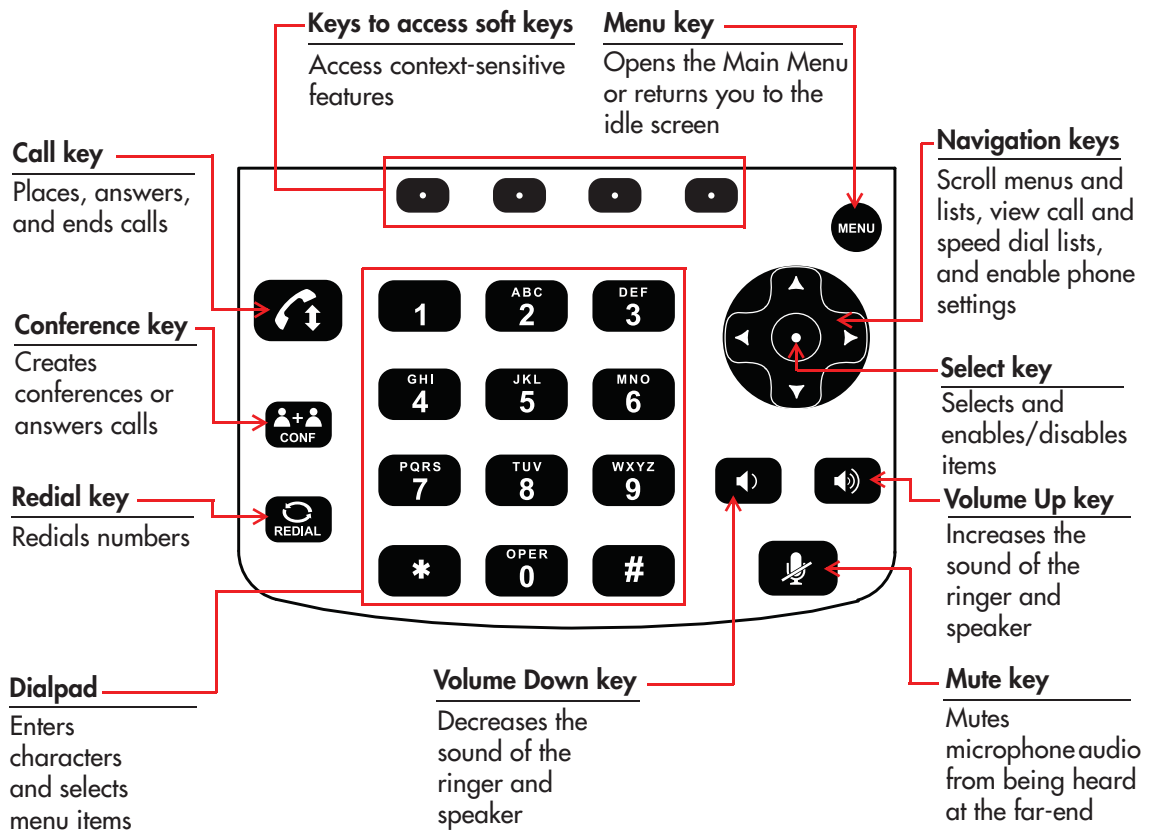 Keys to access soft keys
Access context-sensitive
features
Menu key
Opens the Main Menu
or returns you to the
idle screen
Call key
Places, answers,
and ends calls
Navigation keys
Scroll menus and
lists, view call and
speed dial lists,
and enable phone
settings
MENU
Conference key
Creates
conferences or
answers calls
CONF
Redial key
Redials numbers
REDIAL
1
ABC
2
DEF
3
GHI
4
JKL
5
MNO
6
PQRS
7
TUV
8
WXYZ
9
*
OPER
0
#
Select key
Selects and
enables/disables
items
Volume Up key
Increases the
sound of the
ringer and
speaker
Dialpad
Enters
characters
and selects
menu items
Volume Down key
Decreases the
sound of the
ringer and
speaker
Mute key
Mutes
microphone audio
from being heard
at the far-end